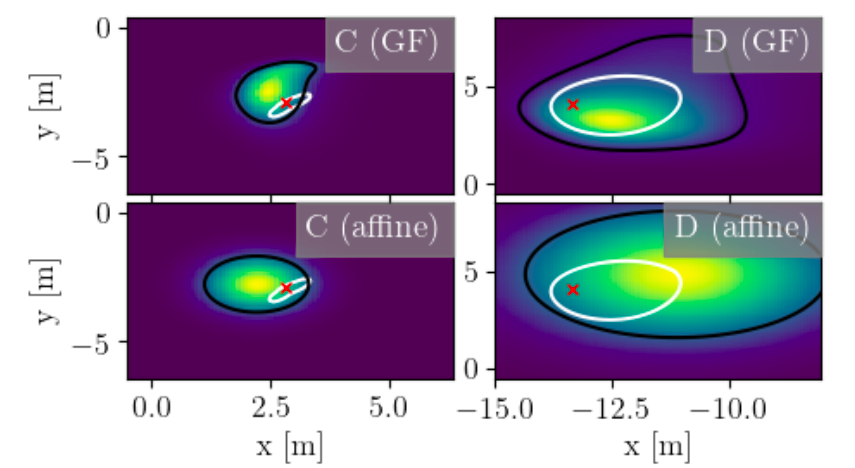 0
−5
y [m]
C (GF)
5
0
D (GF)
0
−5
y [m]
C (affine)
0.0
2.5
5.0
x [m]
5
0
D (affine)
−15.0
−12.5
−10.0
x [m]